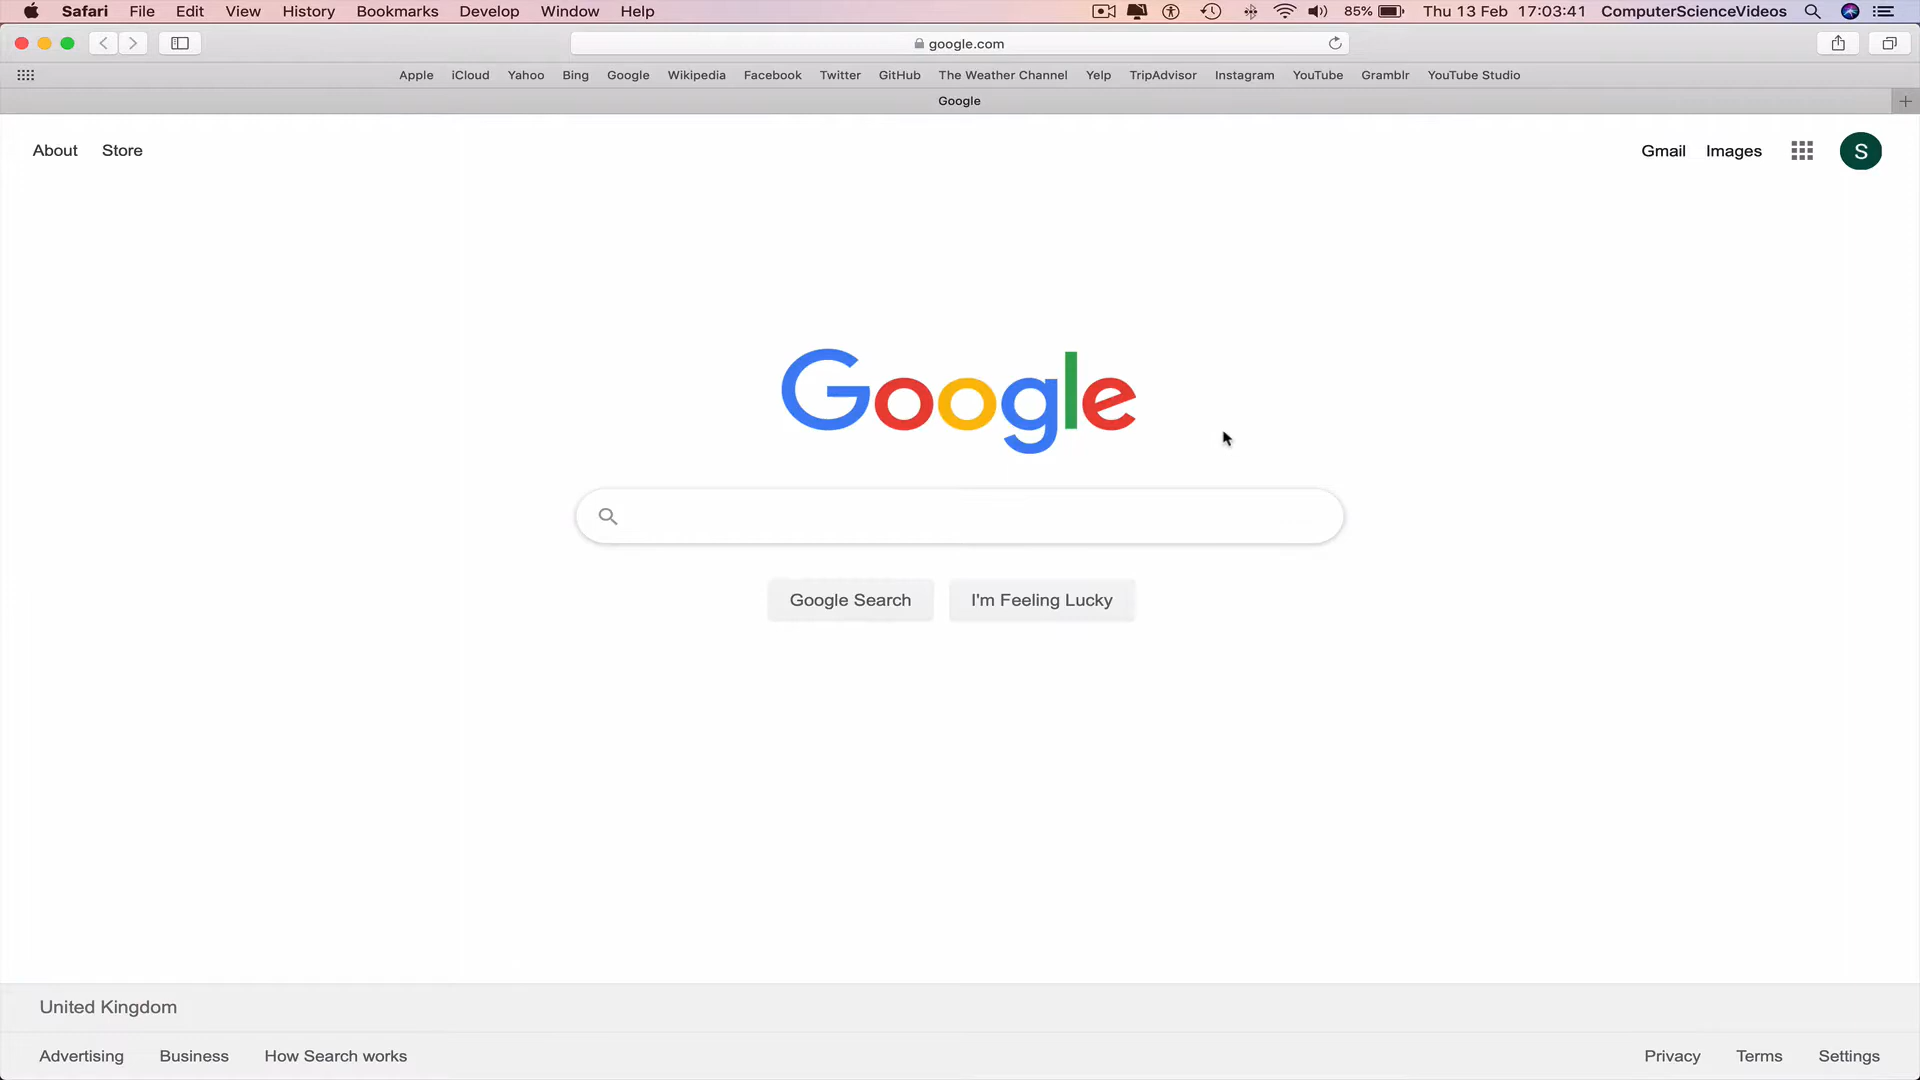 Safari File Edit View History Bookmarks Develop Window Help 85% Thu 13 Feb 17:03:41 ComputerScienceVideos
google.com
Apple iCloud Yahoo Bing Google Wikipedia Facebook Twitter GitHub The Weather Channel Yelp TripAdvisor Instagram YouTube Gramblr YouTube Studio
Google
About Store Gmail Images S
Google
Google Search I'm Feeling Lucky
United Kingdom
Advertising Business How Search works Privacy Terms Settings